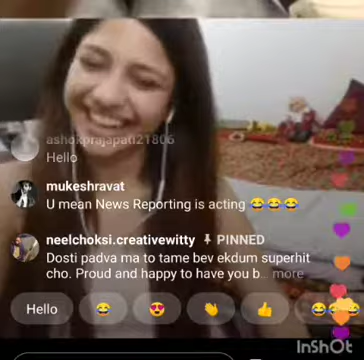 ashokprajapati21806
Hello
mukeshravat
U mean News Reporting is acting 😂😂😂
neelchoksi.creativewitty PINNED
Dosti padva ma to tame bev ekdum superhit
cho. Proud and happy to have you b... more
Hello
InShOt